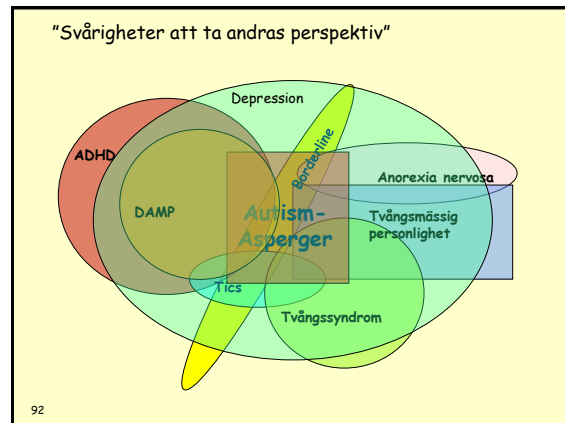 ”Svårigheter att ta andras perspektiv”
Depression
ADHD
Borderline
Anorexia nervosa
DAMP
Autism-
Asperger
Tvångsmässig
personlighet
Tics
Tvångssyndrom
92